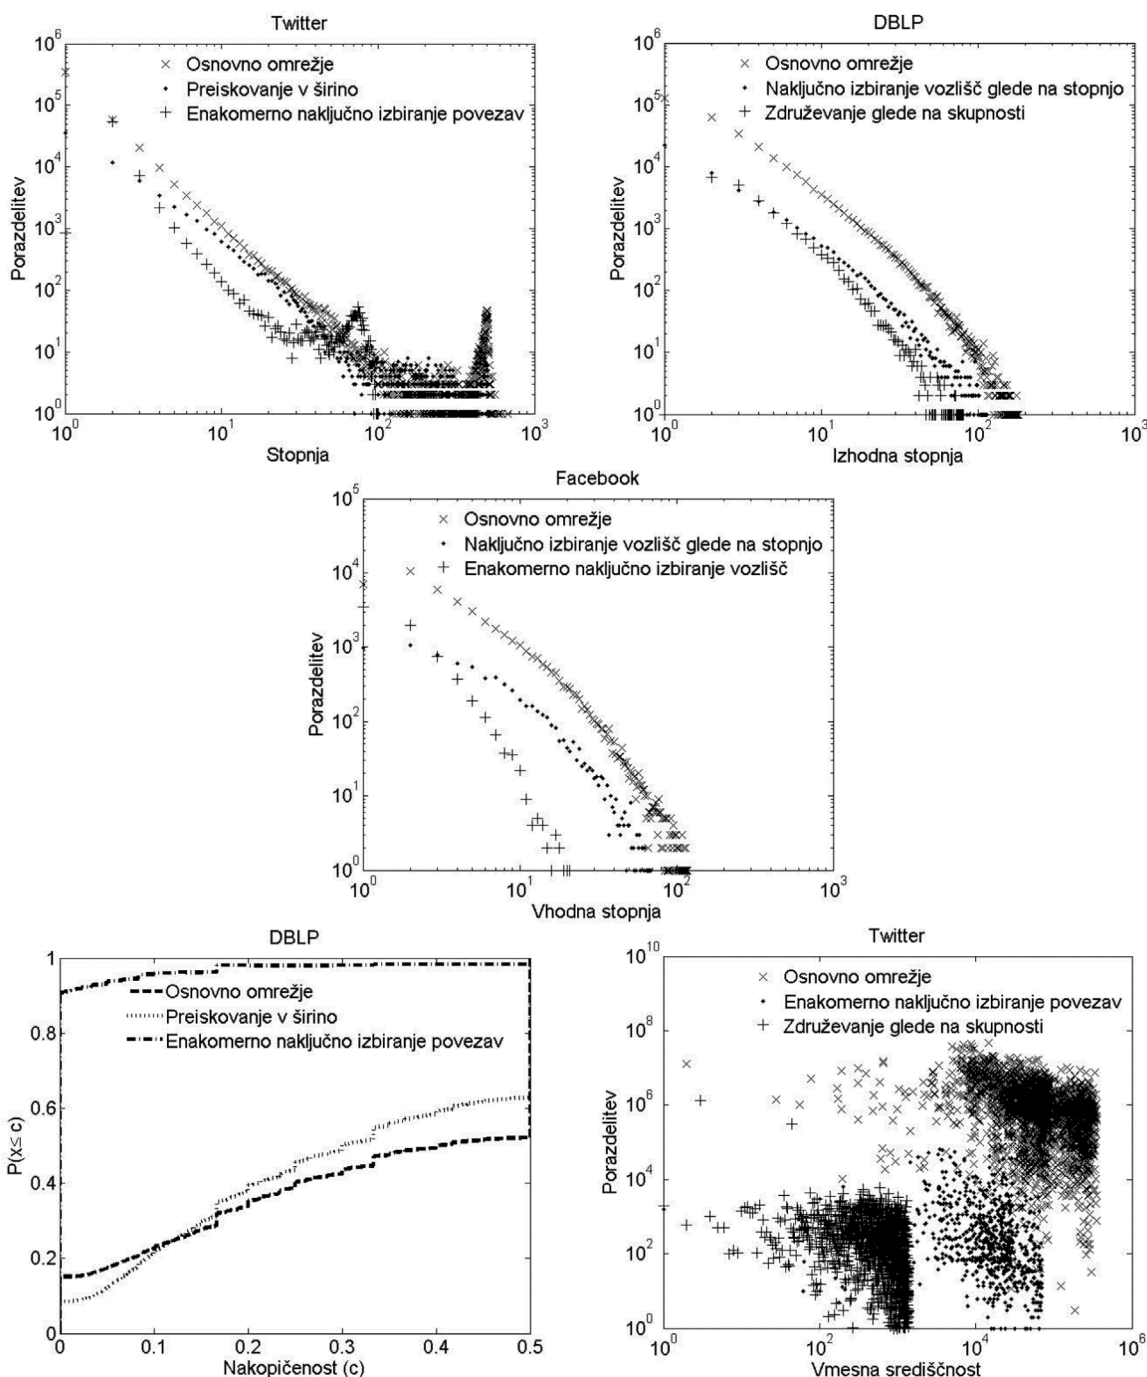 Twitter
10^6
10^5
10^4
10^3
10^2
10^1
10^0
Porazdelitev
× Osnovno omrežje
• Preiskovanje v širino
+ Enakomerno naključno izbiranje povezav
10^0 10^1 10^2 10^3
Stopnja
DBLP
10^6
10^5
10^4
10^3
10^2
10^1
10^0
Porazdelitev
× Osnovno omrežje
• Naključno izbiranje vozlišč glede na stopnjo
+ Združevanje glede na skupnosti
10^0 10^1 10^2 10^3
Izhodna stopnja
Facebook
10^5
10^4
10^3
10^2
10^1
10^0
Porazdelitev
× Osnovno omrežje
• Naključno izbiranje vozlišč glede na stopnjo
+ Enakomerno naključno izbiranje vozlišč
10^0 10^1 10^2 10^3
Vhodna stopnja
DBLP
1
0.8
0.6
0.4
0.2
0
P(x≤ c)
Osnovno omrežje
Preiskovanje v širino
Enakomerno naključno izbiranje povezav
0 0.1 0.2 0.3 0.4 0.5
Nakopičenost (c)
Twitter
10^10
10^8
10^6
10^4
10^2
10^0
Porazdelitev
× Osnovno omrežje
• Enakomerno naključno izbiranje povezav
+ Združevanje glede na skupnosti
10^0 10^2 10^4 10^6
Vmesna središčnost